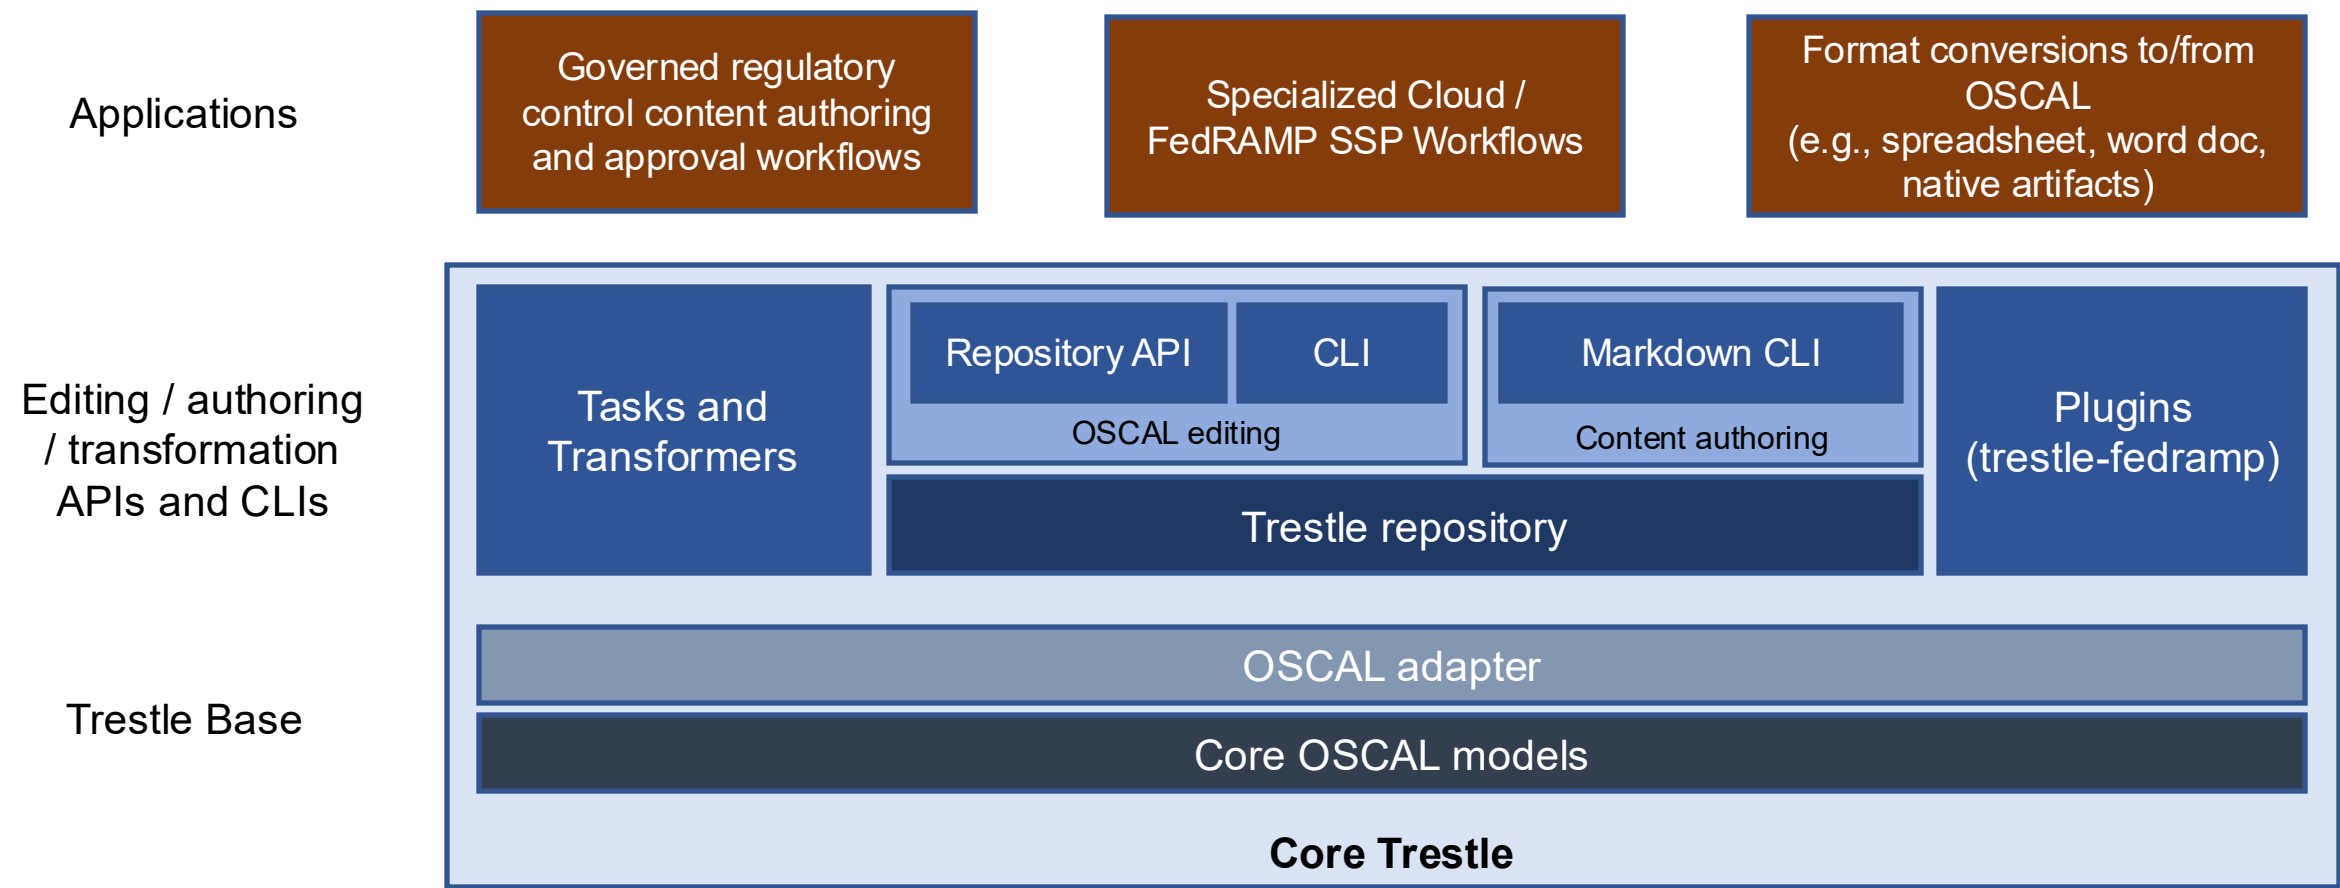 Applications
Governed regulatory
control content authoring
and approval workflows
Specialized Cloud /
FedRAMP SSP Workflows
Format conversions to/from
OSCAL
(e.g., spreadsheet, word doc,
native artifacts)
Editing / authoring
/ transformation
APIs and CLIs
Tasks and
Transformers
Repository API
CLI
OSCAL editing
Markdown CLI
Content authoring
Trestle repository
Plugins
(trestle-fedramp)
Trestle Base
OSCAL adapter
Core OSCAL models
Core Trestle